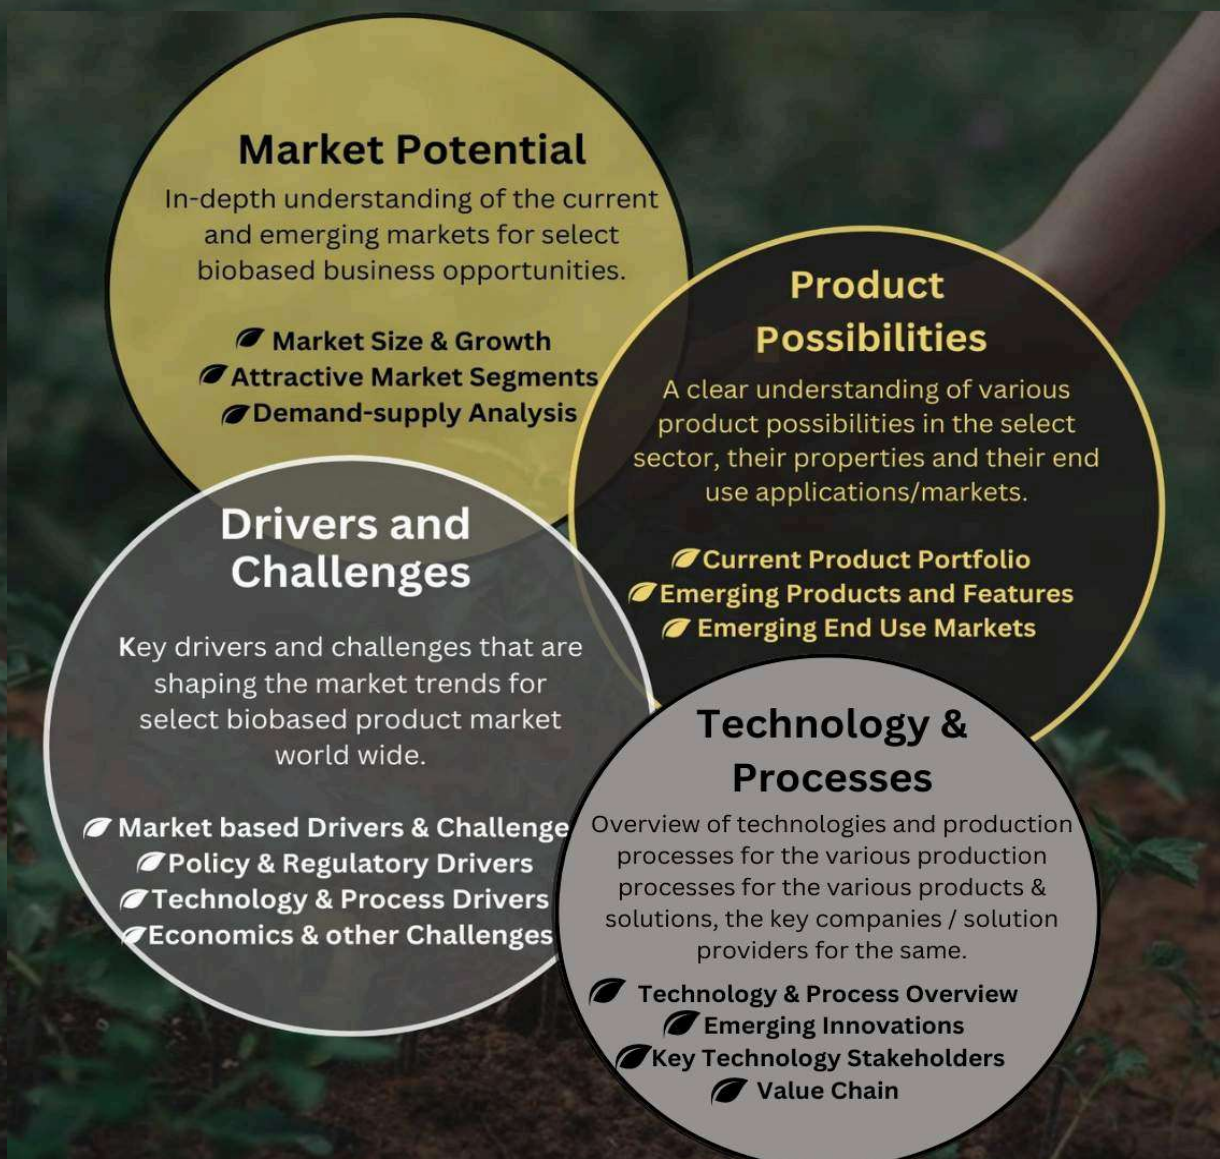 Market Potential
In-depth understanding of the current
and emerging markets for select
biobased business opportunities.
Market Size & Growth
Attractive Market Segments
Demand-supply Analysis
Product
Possibilities
A clear understanding of various
product possibilities in the select
sector, their properties and their end
use applications/markets.
Current Product Portfolio
Emerging Products and Features
Emerging End Use Markets
Drivers and
Challenges
Key drivers and challenges that are
shaping the market trends for
select biobased product market
world wide.
Market based Drivers & Challenge
Policy & Regulatory Drivers
Technology & Process Drivers
Economics & other Challenges
Technology &
Processes
Overview of technologies and production
processes for the various production
processes for the various products &
solutions, the key companies / solution
providers for the same.
Technology & Process Overview
Emerging Innovations
Key Technology Stakeholders
Value Chain